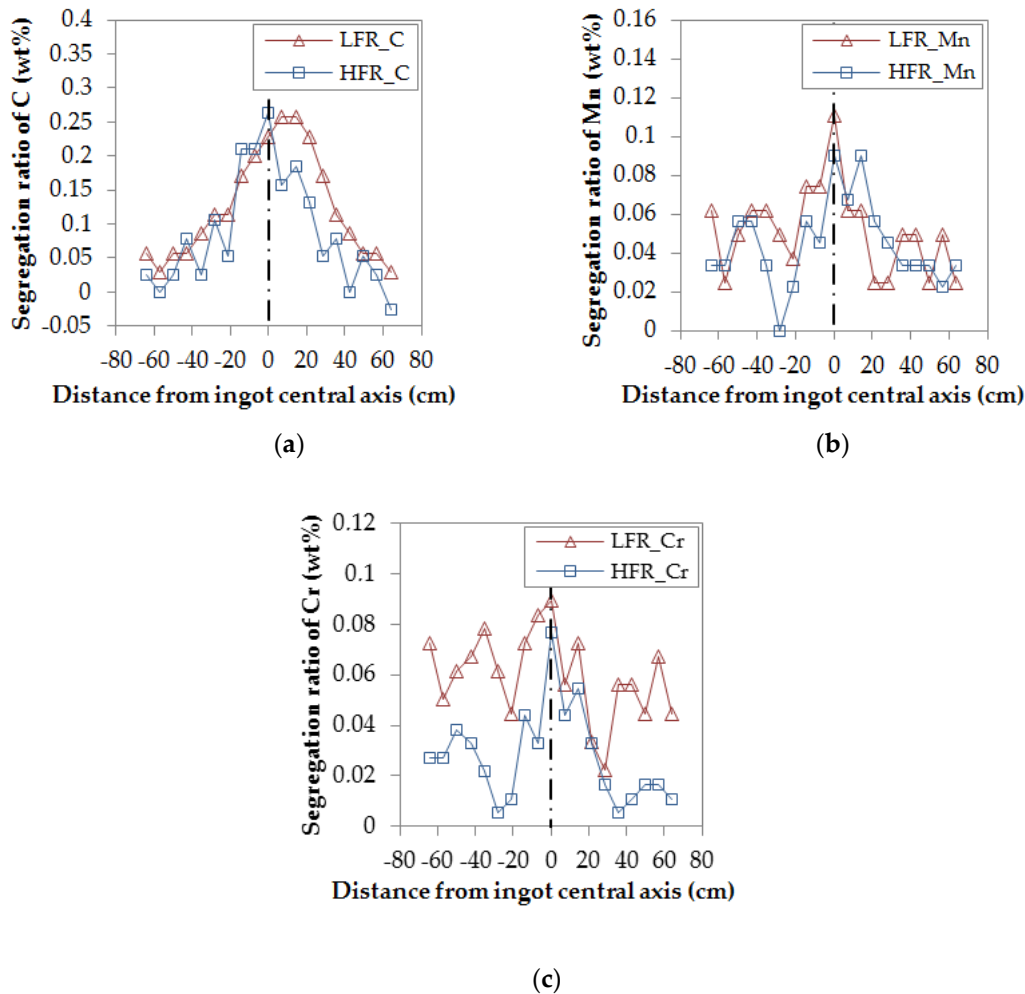 Segregation ratio of C (wt%)
0.4
0.35
0.3
0.25
0.2
0.15
0.1
0.05
0
-0.05
LFR_C
HFR_C
-80 -60 -40 -20 0 20 40 60 80
Distance from ingot central axis (cm)
(a)
Segregation ratio of Mn (wt%)
0.16
0.14
0.12
0.1
0.08
0.06
0.04
0.02
0
LFR_Mn
HFR_Mn
-80 -60 -40 -20 0 20 40 60 80
Distance from ingot central axis (cm)
(b)
Segregation ratio of Cr (wt%)
0.12
0.1
0.08
0.06
0.04
0.02
0
LFR_Cr
HFR_Cr
-80 -60 -40 -20 0 20 40 60 80
Distance from ingot central axis (cm)
(c)